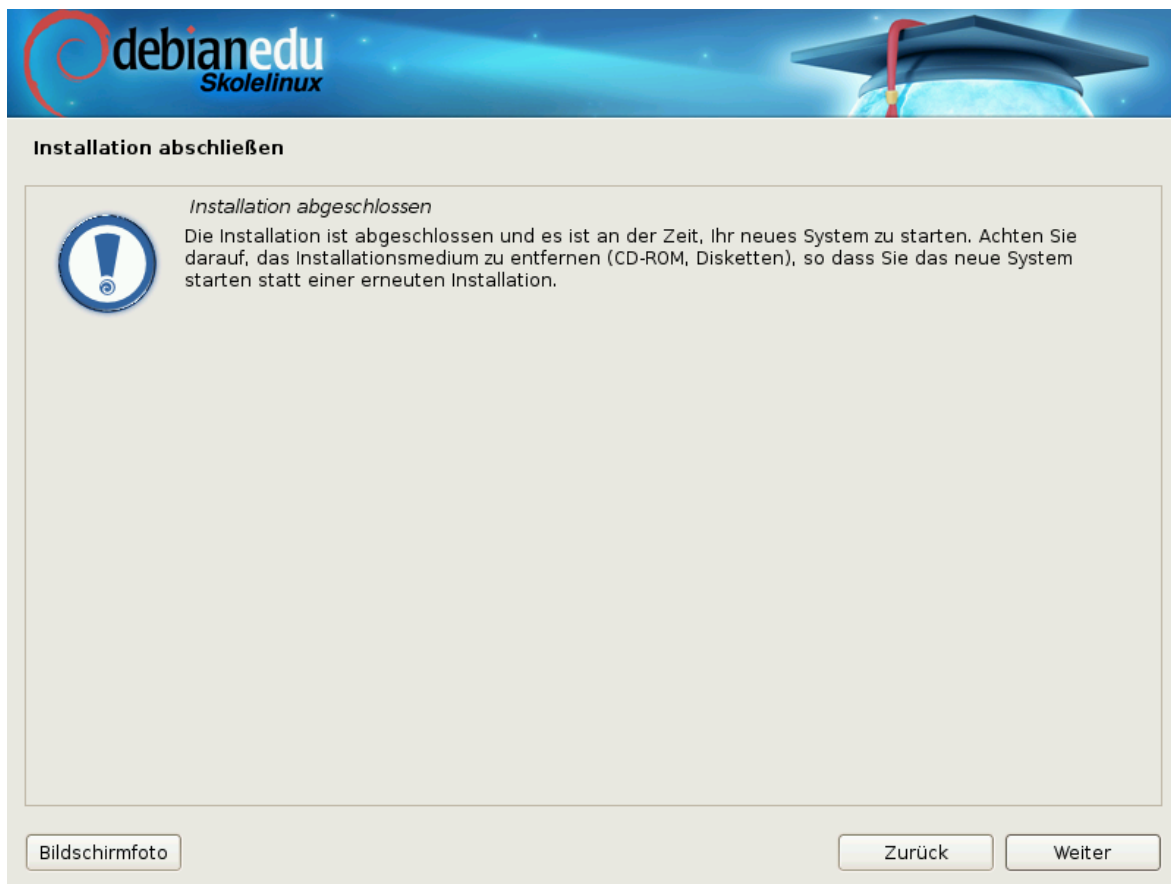 debianedu
Skolelinux
Installation abschließen
Installation abgeschlossen
Die Installation ist abgeschlossen und es ist an der Zeit, Ihr neues System zu starten. Achten Sie
darauf, das Installationsmedium zu entfernen (CD-ROM, Disketten), so dass Sie das neue System
starten statt einer erneuten Installation.
Bildschirmfoto
Zurück
Weiter